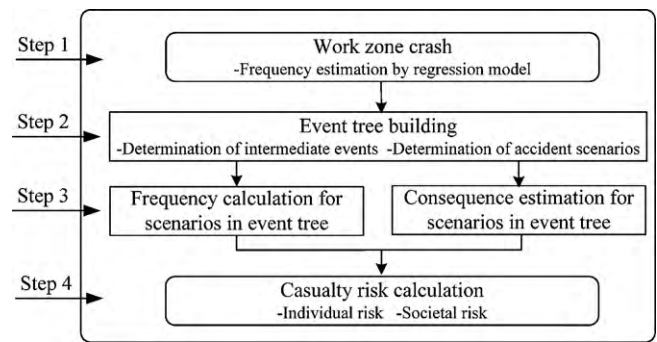 Step 1
Work zone crash
-Frequency estimation by regression model
Step 2
Event tree building
-Determination of intermediate events -Determination of accident scenarios
Step 3
Frequency calculation for
scenarios in event tree
Consequence estimation for
scenarios in event tree
Step 4
Casualty risk calculation
-Individual risk -Societal risk